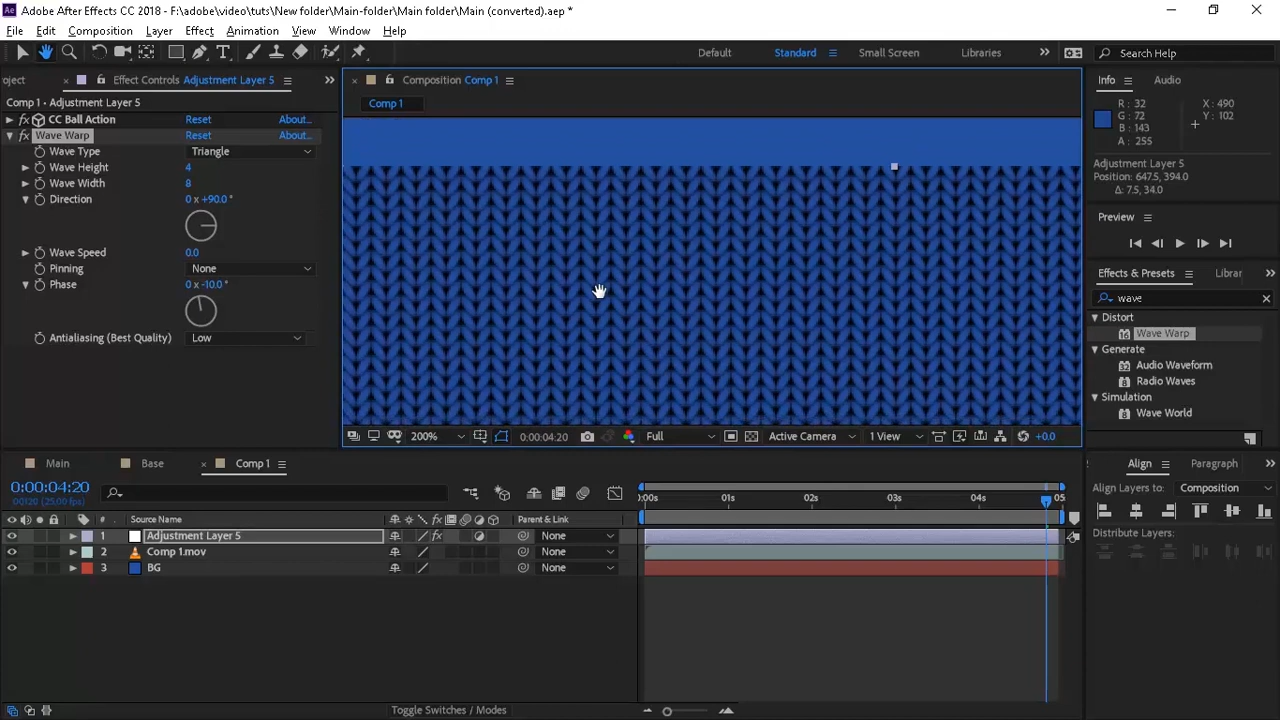 Adobe After Effects CC 2018 - F:\adobe\video\tuts\New folder\Main-folder\Main folder\Main (converted).aep *
File Edit Composition Layer Effect Animation View Window Help
Default Standard Small Screen Libraries Search Help
oject Effect Controls Adjustment Layer 5
Comp 1 • Adjustment Layer 5
fx CC Ball Action Reset About...
fx Wave Warp Reset About...
Wave Type Triangle
Wave Height 4
Wave Width 8
Direction 0 x +90.0 °
Wave Speed 0.0
Pinning None
Phase 0 x -10.0 °
Antialiasing (Best Quality) Low
Composition Comp 1
Comp 1
200% 0:00:04:20 Full Active Camera 1 View +0.0
Info Audio
R : 32 X : 490
G : 72 Y : 102
B : 143
A : 255
Adjustment Layer 5
Position: 647.5, 394.0
Δ: 7.5, 34.0
Preview
Effects & Presets Librar
wave
Distort
Wave Warp
Generate
Audio Waveform
Radio Waves
Simulation
Wave World
Main Base Comp 1
0:00:04:20
00120 (25.00 fps)
# Source Name fx Parent & Link
1 Adjustment Layer 5 fx None
2 Comp 1.mov None
3 BG None
:00s 01s 02s 03s 04s 05
Toggle Switches / Modes
Align Paragraph
Align Layers to: Composition
Distribute Layers: